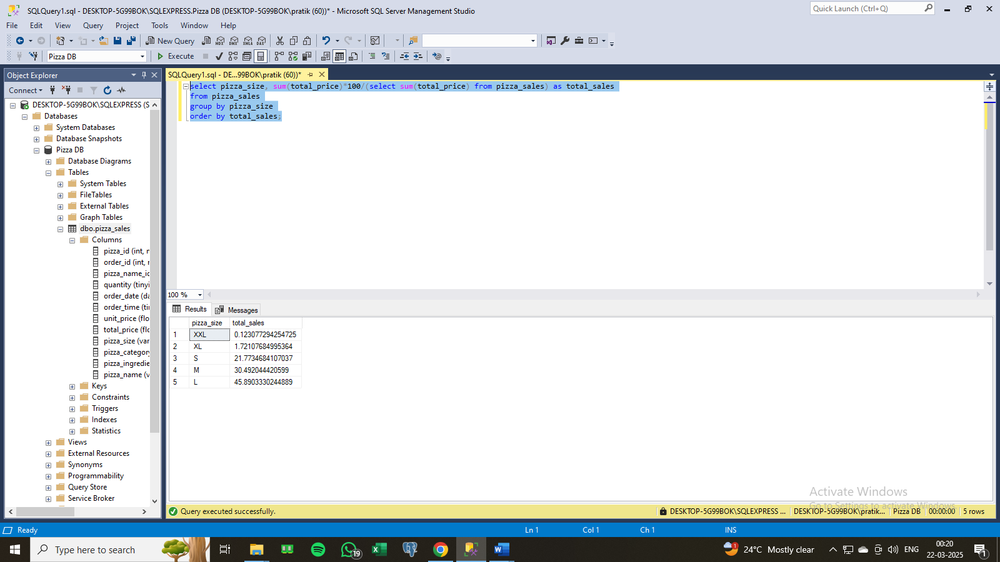 SQLQuery1.sql - DESKTOP-5G99BOK\SQLEXPRESS.Pizza DB (DESKTOP-5G99BOK\pratik (60))* - Microsoft SQL Server Management Studio
Quick Launch (Ctrl+Q)
File Edit View Query Project Tools Window Help
New Query MDX DMX XMLA DAX
Pizza DB Execute
Object Explorer
SQLQuery1.sql - DE...99BOK\pratik (60))*
Connect
DESKTOP-5G99BOK\SQLEXPRESS (S
Databases
System Databases
Database Snapshots
Pizza DB
Database Diagrams
Tables
System Tables
FileTables
External Tables
Graph Tables
dbo.pizza_sales
Columns
pizza_id (int, n
order_id (int, n
pizza_name_id
quantity (tinyi
order_date (da
order_time (ti
unit_price (flo
total_price (flo
pizza_size (var
pizza_category
pizza_ingredie
pizza_name (v
Keys
Constraints
Triggers
Indexes
Statistics
Views
External Resources
Synonyms
Programmability
Query Store
Service Broker
select pizza_size, sum(total_price)*100/(select sum(total_price) from pizza_sales) as total_sales
from pizza_sales
group by pizza_size
order by total_sales;
100 %
Results Messages
pizza_size total_sales
1 XXL 0.123077294254725
2 XL 1.72107684995364
3 S 21.7734684107037
4 M 30.492044420599
5 L 45.8903330244889
Activate Windows
Go to Settings to activate Windows.
Query executed successfully.
DESKTOP-5G99BOK\SQLEXPRESS ... DESKTOP-5G99BOK\pratik... Pizza DB 00:00:00 5 rows
Ready Ln 1 Col 1 Ch 1 INS
Type here to search
19
1
24°C Mostly clear
ENG
00:20
22-03-2025
1